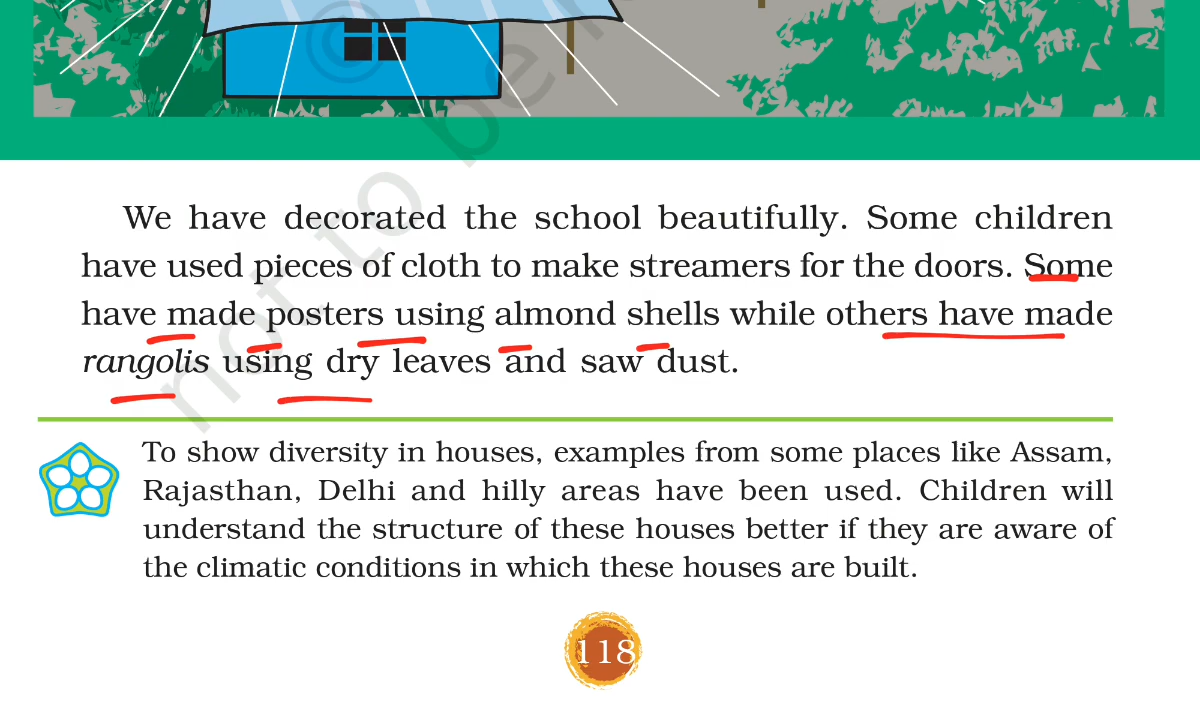 We have decorated the school beautifully. Some children
have used pieces of cloth to make streamers for the doors. Some
have made posters using almond shells while others have made
rangolis using dry leaves and saw dust.
To show diversity in houses, examples from some places like Assam,
Rajasthan, Delhi and hilly areas have been used. Children will
understand the structure of these houses better if they are aware of
the climatic conditions in which these houses are built.
118
© not to be